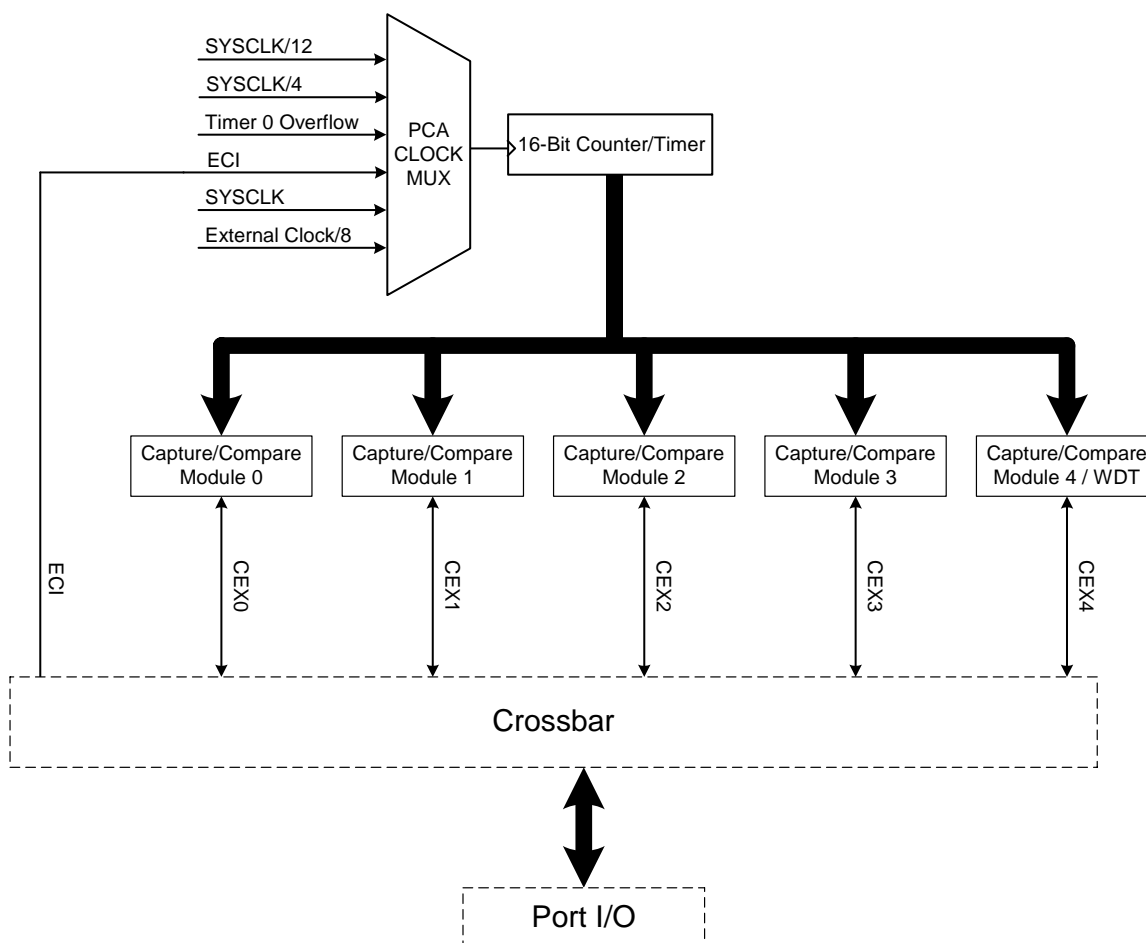 SYSCLK/12
SYSCLK/4
Timer 0 Overflow
ECI
SYSCLK
External Clock/8
PCA
CLOCK
MUX
16-Bit Counter/Timer
Capture/Compare
Module 0
Capture/Compare
Module 1
Capture/Compare
Module 2
Capture/Compare
Module 3
Capture/Compare
Module 4 / WDT
ECI
CEX0
CEX1
CEX2
CEX3
CEX4
Crossbar
Port I/O